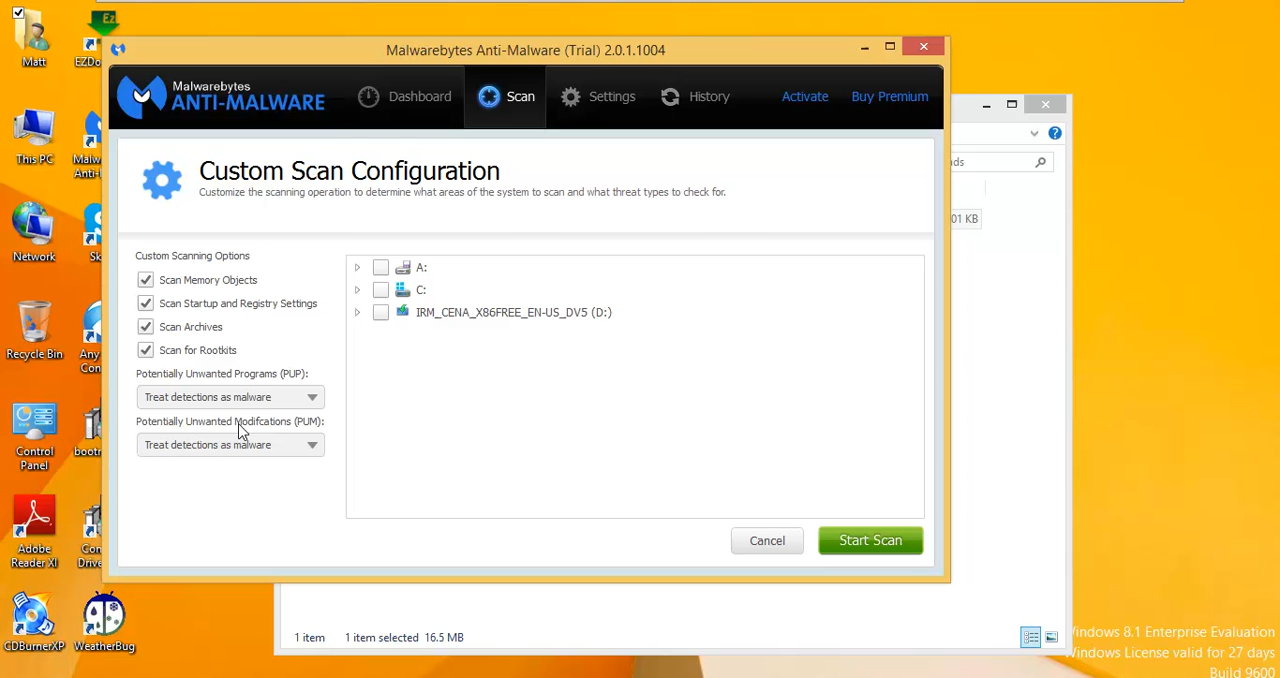 Ez
Matt
EZDo
This PC
Malw
Anti-
Network
Sk
Recycle Bin
Any
Con
Control
Panel
boot
Adobe
Reader XI
Con
Drive
CDBurnerXP
WeatherBug
Malwarebytes Anti-Malware (Trial) 2.0.1.1004
Malwarebytes
ANTI-MALWARE
Dashboard
Scan
Settings
History
Activate
Buy Premium
Custom Scan Configuration
Customize the scanning operation to determine what areas of the system to scan and what threat types to check for.
Custom Scanning Options
Scan Memory Objects
Scan Startup and Registry Settings
Scan Archives
Scan for Rootkits
Potentially Unwanted Programs (PUP):
Treat detections as malware
Potentially Unwanted Modifcations (PUM):
Treat detections as malware
A:
C:
IRM_CENA_X86FREE_EN-US_DV5 (D:)
Cancel
Start Scan
ds
01 KB
1 item 1 item selected 16.5 MB
Windows 8.1 Enterprise Evaluation
Windows License valid for 27 days
Build 9600